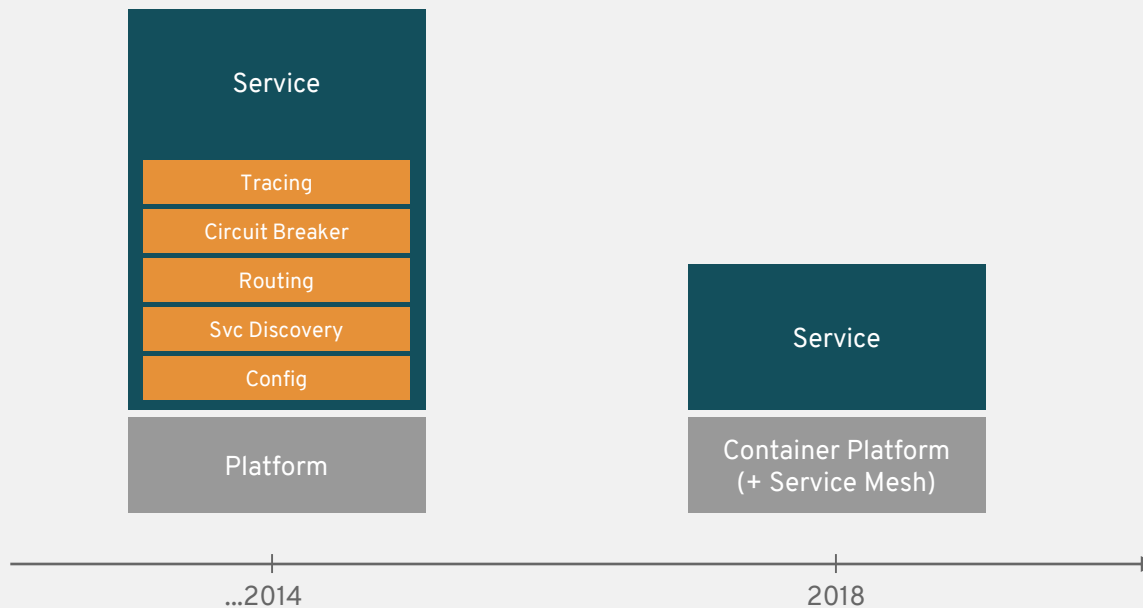 Service
Tracing
Circuit Breaker
Routing
Svc Discovery
Config
Platform
Service
Container Platform
(+ Service Mesh)
...2014
2018